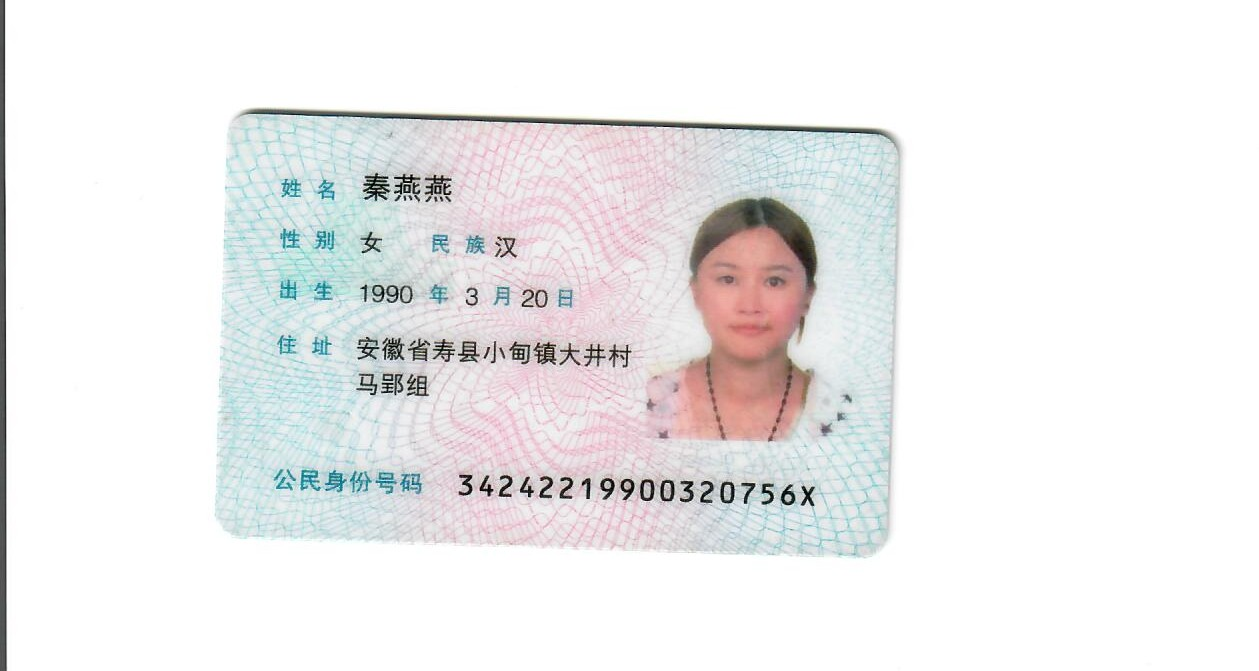 姓名 秦燕燕
性别 女 民族 汉
出生 1990 年 3 月 20 日
住址 安徽省寿县小甸镇大井村
马郢组
公民身份号码 34242219900320756X